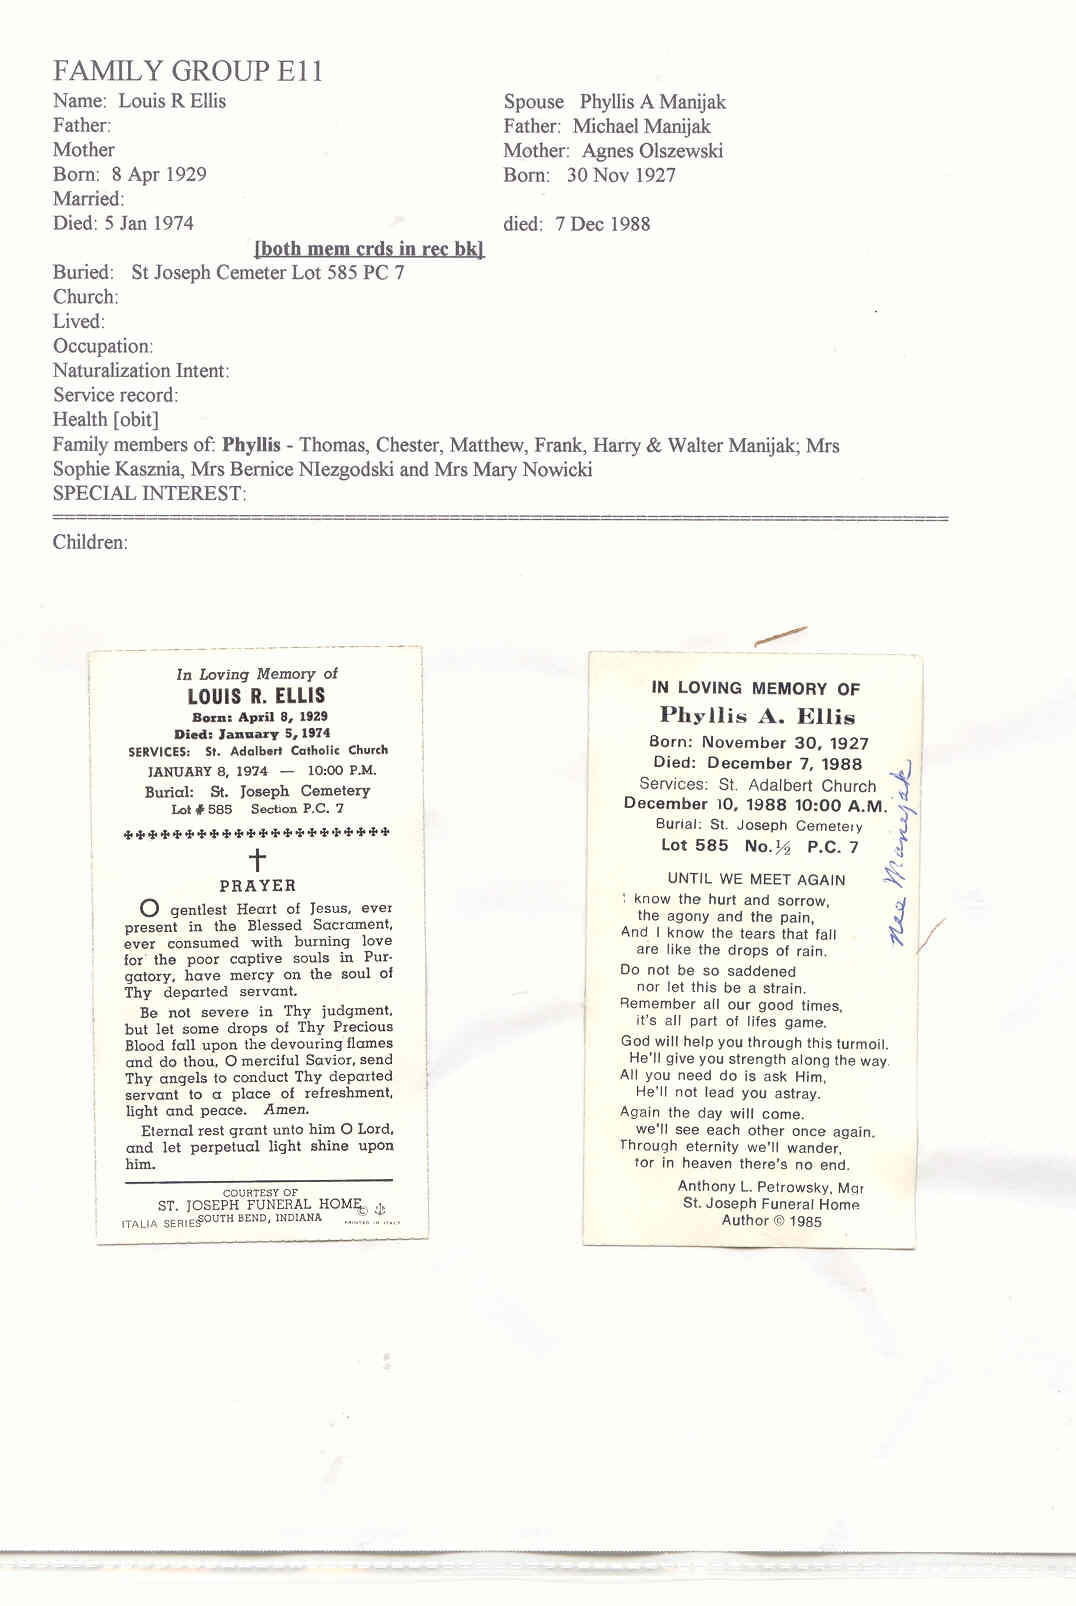 FAMILY GROUP E11
Name: Louis R Ellis Spouse Phyllis A Manijak
Father: Father: Michael Manijak
Mother Mother: Agnes Olszewski
Born: 8 Apr 1929 Born: 30 Nov 1927
Married:
Died: 5 Jan 1974 died: 7 Dec 1988
[both mem crds in rec bk]
Buried: St Joseph Cemeter Lot 585 PC 7
Church:
Lived:
Occupation:
Naturalization Intent:
Service record:
Health [obit]
Family members of: Phyllis - Thomas, Chester, Matthew, Frank, Harry & Walter Manijak; Mrs
Sophie Kasznia, Mrs Bernice NIezgodski and Mrs Mary Nowicki
SPECIAL INTEREST:
Children:
In Loving Memory of
LOUIS R. ELLIS
Born: April 8, 1929
Died: January 5, 1974
SERVICES: St. Adalbert Catholic Church
JANUARY 8, 1974 — 10:00 P.M.
Burial: St. Joseph Cemetery
Lot # 585 Section P.C. 7
PRAYER
O gentlest Heart of Jesus, ever
present in the Blessed Sacrament,
ever consumed with burning love
for the poor captive souls in Pur-
gatory, have mercy on the soul of
Thy departed servant.
Be not severe in Thy judgment,
but let some drops of Thy Precious
Blood fall upon the devouring flames
and do thou, O merciful Savior, send
Thy angels to conduct Thy departed
servant to a place of refreshment,
light and peace. Amen.
Eternal rest grant unto him O Lord,
and let perpetual light shine upon
him.
COURTESY OF
ST. JOSEPH FUNERAL HOME ©
ITALIA SERIES SOUTH BEND, INDIANA PRINTED IN ITALY
IN LOVING MEMORY OF
Phyllis A. Ellis
Born: November 30, 1927
Died: December 7, 1988
Services: St. Adalbert Church
December 10, 1988 10:00 A.M.
Burial: St. Joseph Cemetery
Lot 585 No. ½ P.C. 7
UNTIL WE MEET AGAIN
I know the hurt and sorrow,
the agony and the pain,
And I know the tears that fall
are like the drops of rain.
Do not be so saddened
nor let this be a strain.
Remember all our good times,
it's all part of lifes game.
God will help you through this turmoil.
He'll give you strength along the way.
All you need do is ask Him,
He'll not lead you astray.
Again the day will come.
we'll see each other once again.
Through eternity we'll wander,
for in heaven there's no end.
Anthony L. Petrowsky, Mgr
St. Joseph Funeral Home
Author © 1985
Nee Manejak